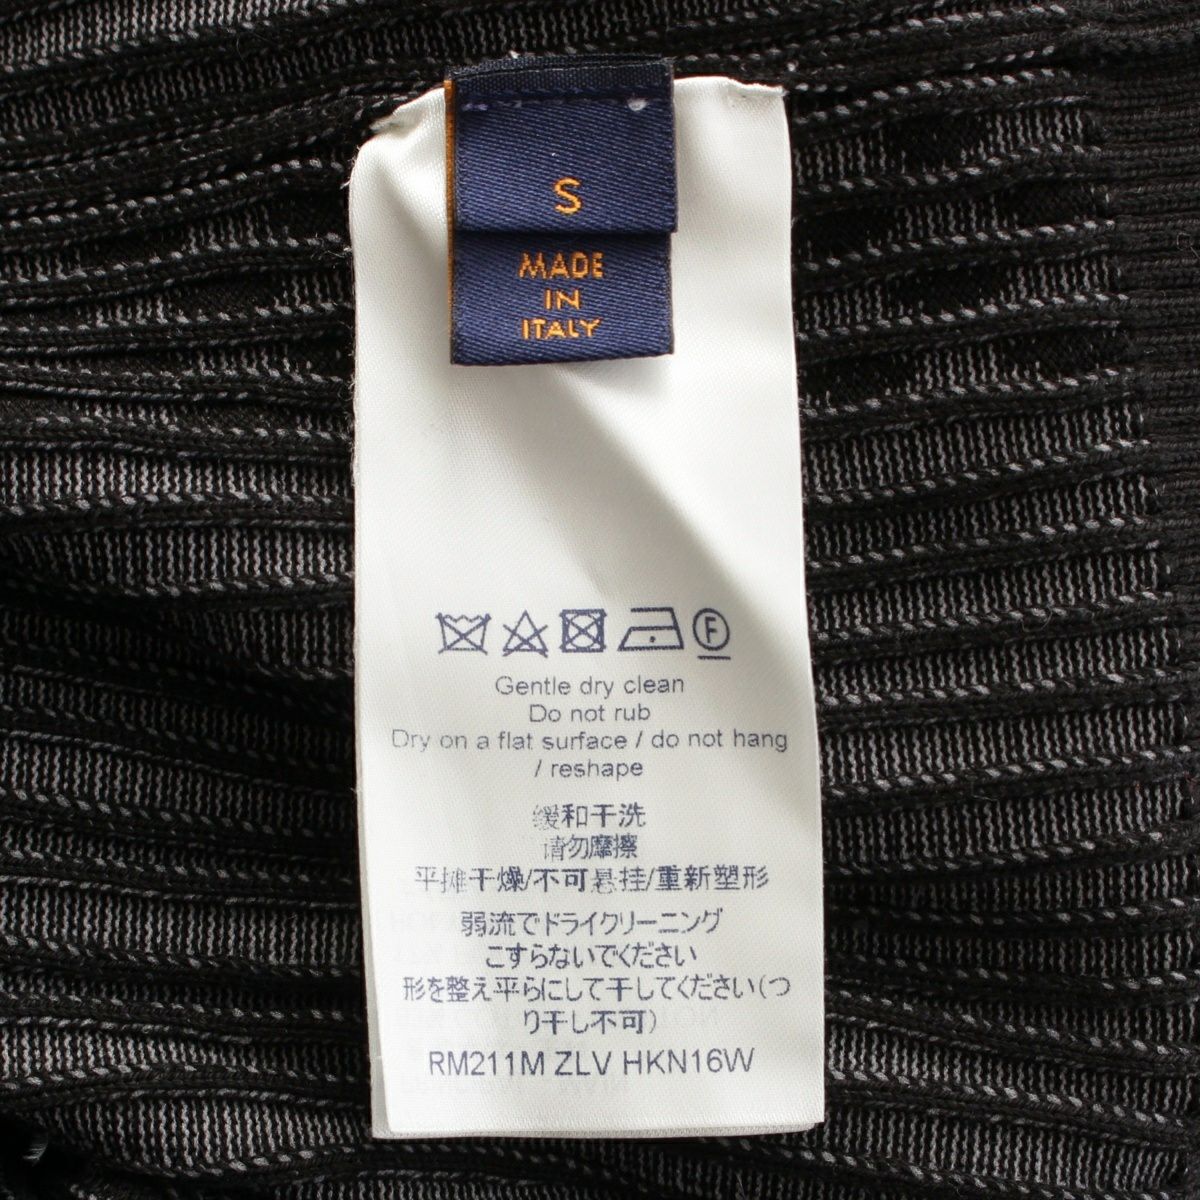 S
MADE
IN
ITALY
F
Gentle dry clean
Do not rub
Dry on a flat surface / do not hang
/ reshape
缓和干洗
请勿摩擦
平摊干燥/不可悬挂/重新塑形
弱流でドライクリーニング
こすらないでください
形を整え平らにして干してください(つ
り干し不可)
RM211M ZLV HKN16W